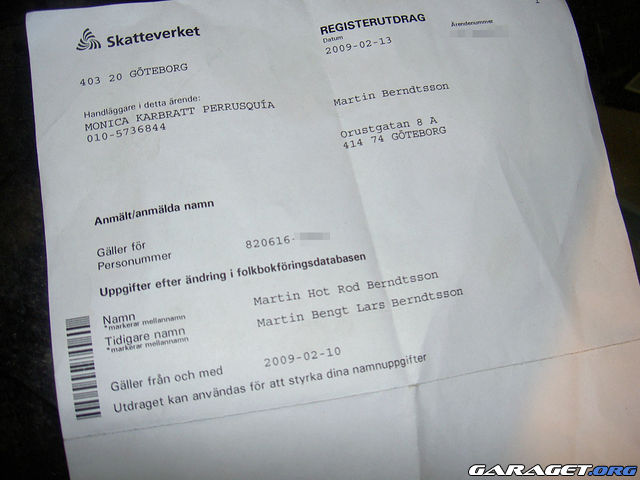 Skatteverket
REGISTERUTDRAG
Ärendenummer
Datum
2009-02-13
403 20 GÖTEBORG
Handläggare i detta ärende:
MONICA KARBRATT PERRUSQUÍA
010-5736844
Martin Berndtsson
Orustgatan 8 A
414 74 GÖTEBORG
Anmält/anmälda namn
Gäller för
Personummer 820616-
Uppgifter efter ändring i folkbokföringsdatabasen
Namn Martin Hot Rod Berndtsson
*markerar mellannamn
Tidigare namn Martin Bengt Lars Berndtsson
*markerar mellannamn
Gäller från och med 2009-02-10
Utdraget kan användas för att styrka dina namnuppgifter
GARAGET.ORG